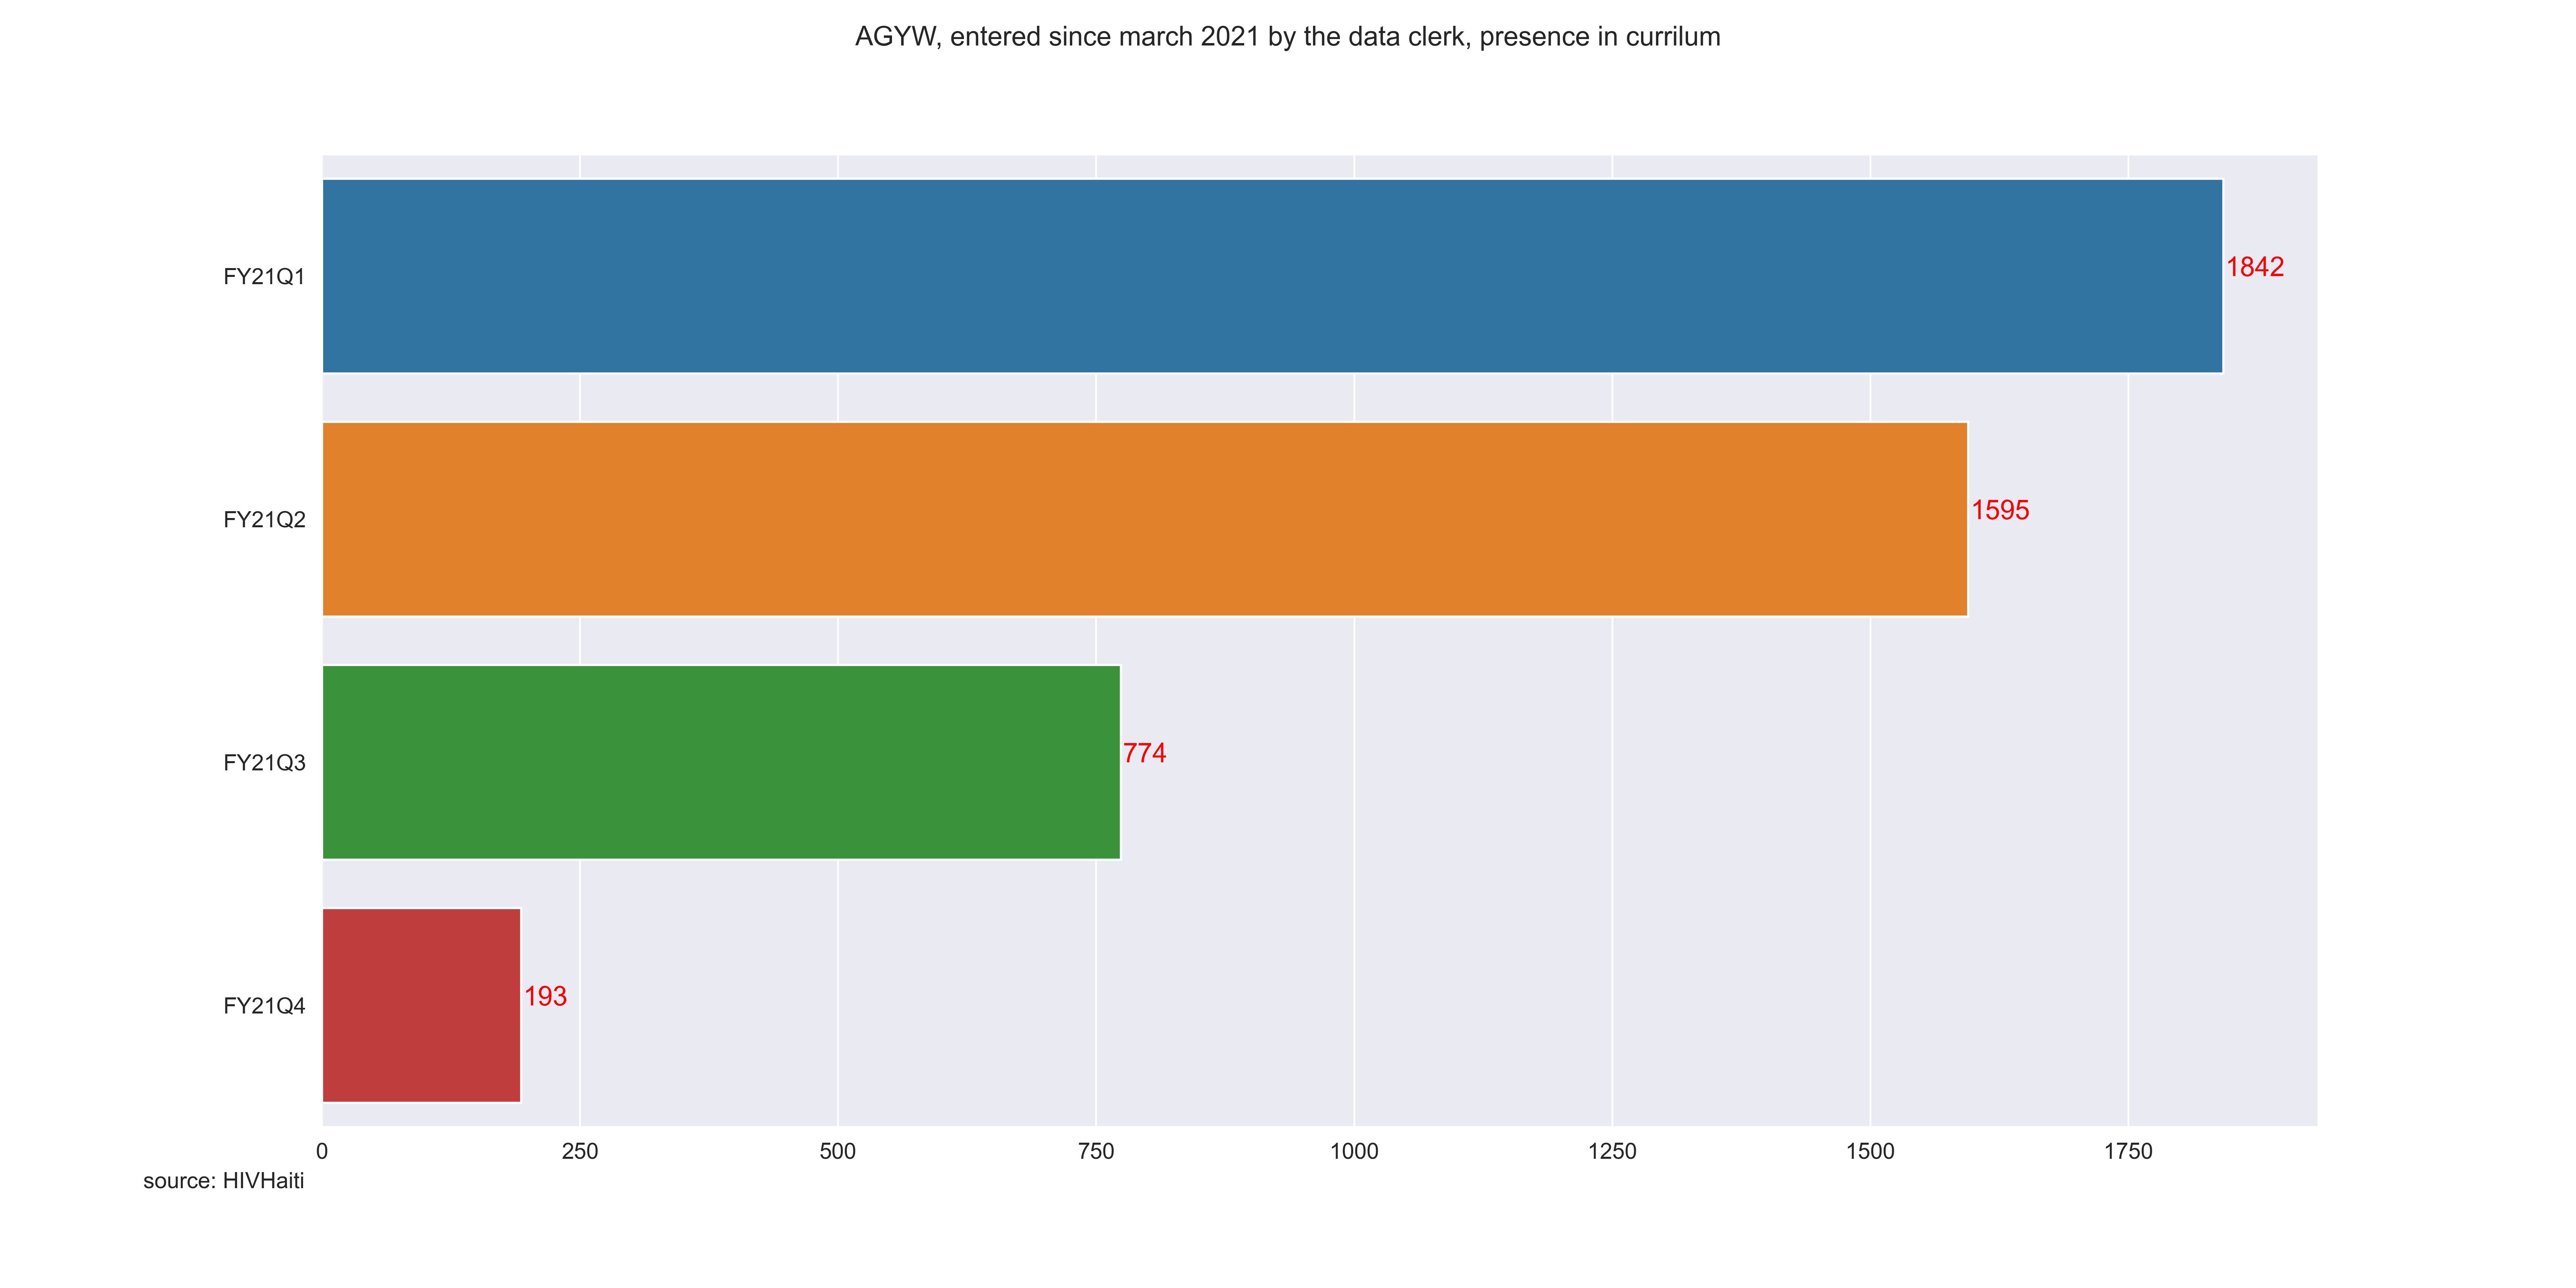 AGYW, entered since march 2021 by the data clerk, presence in currilum
FY21Q1
1842
FY21Q2
1595
FY21Q3
774
FY21Q4
193
0 250 500 750 1000 1250 1500 1750
source: HIVHaiti